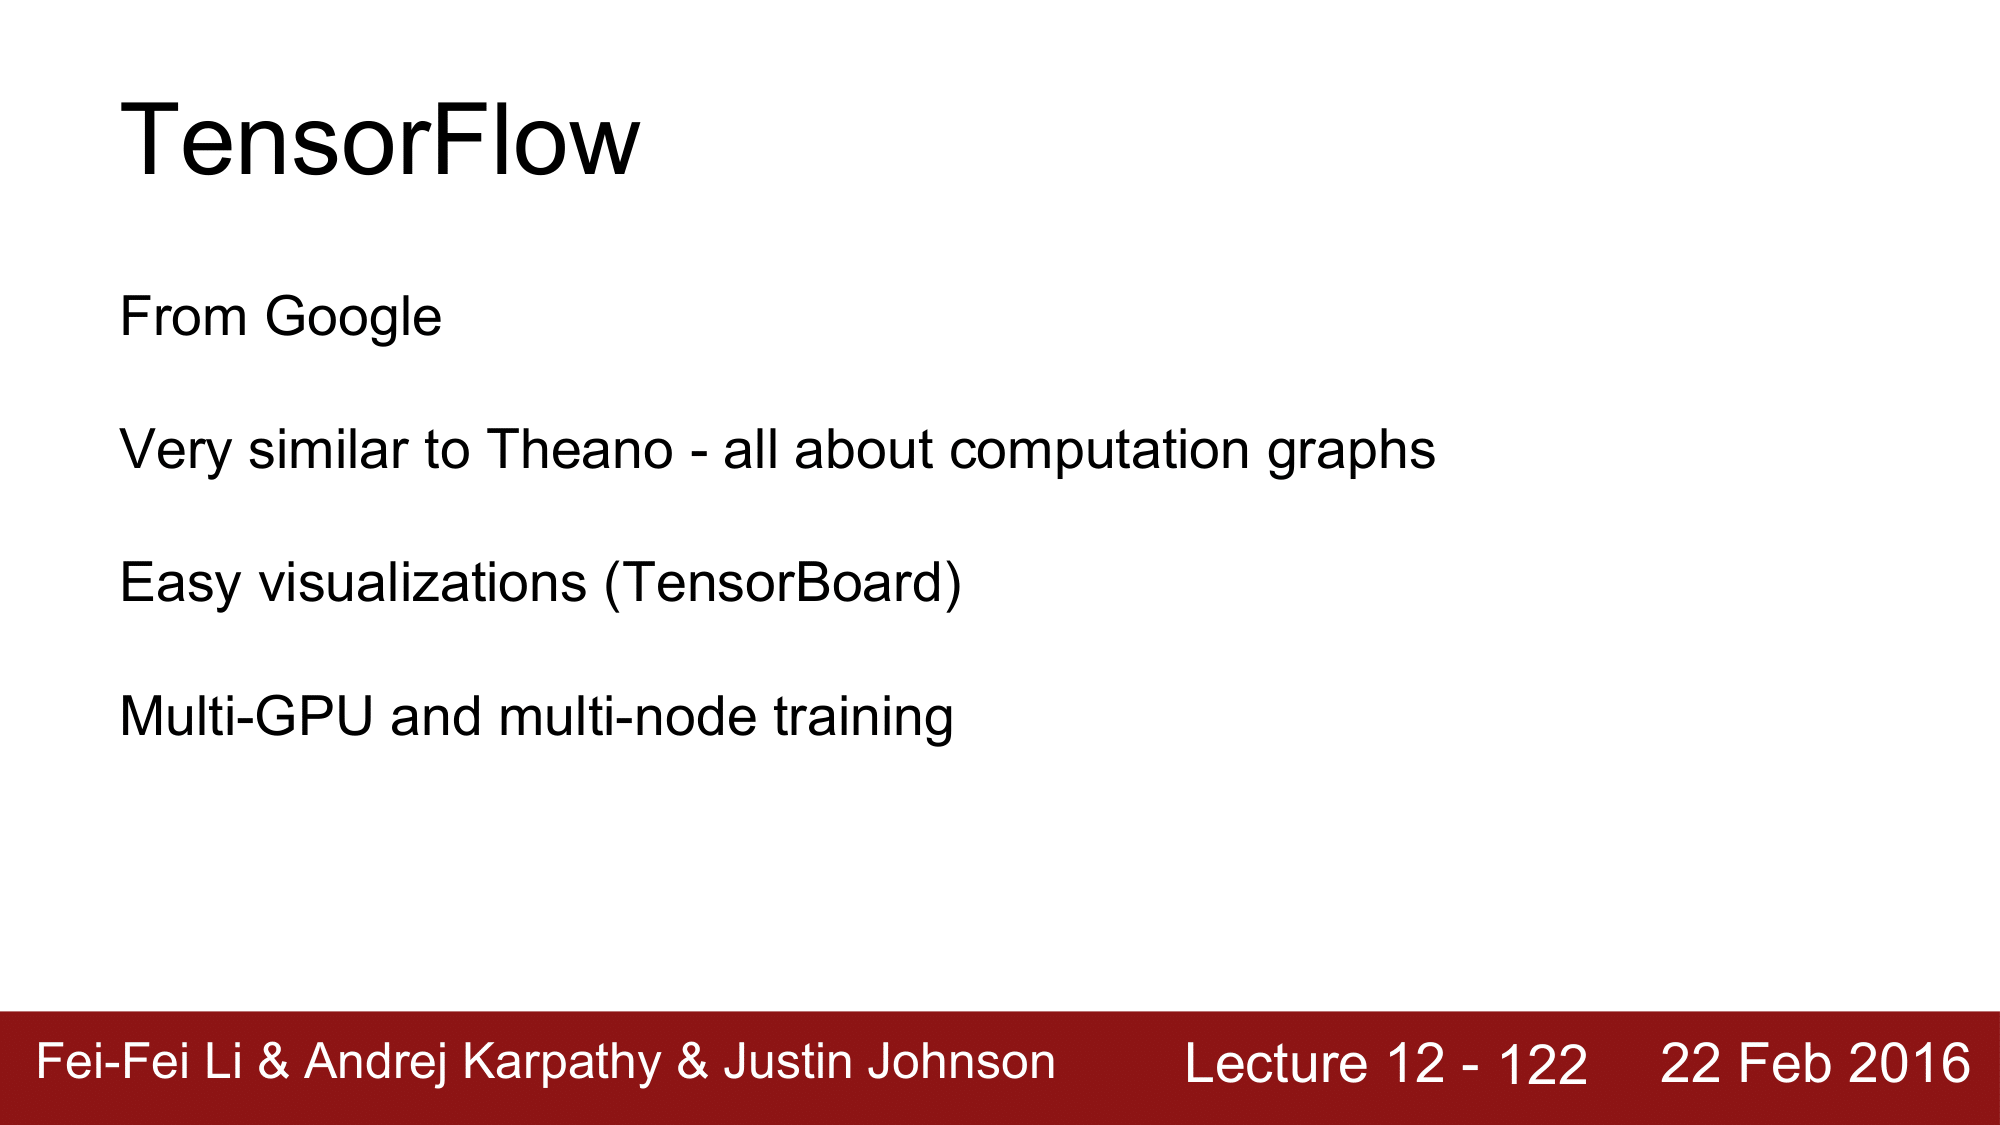 TensorFlow
From Google
Very similar to Theano - all about computation graphs
Easy visualizations (TensorBoard)
Multi-GPU and multi-node training
Fei-Fei Li & Andrej Karpathy & Justin Johnson Lecture 12 - 122 22 Feb 2016